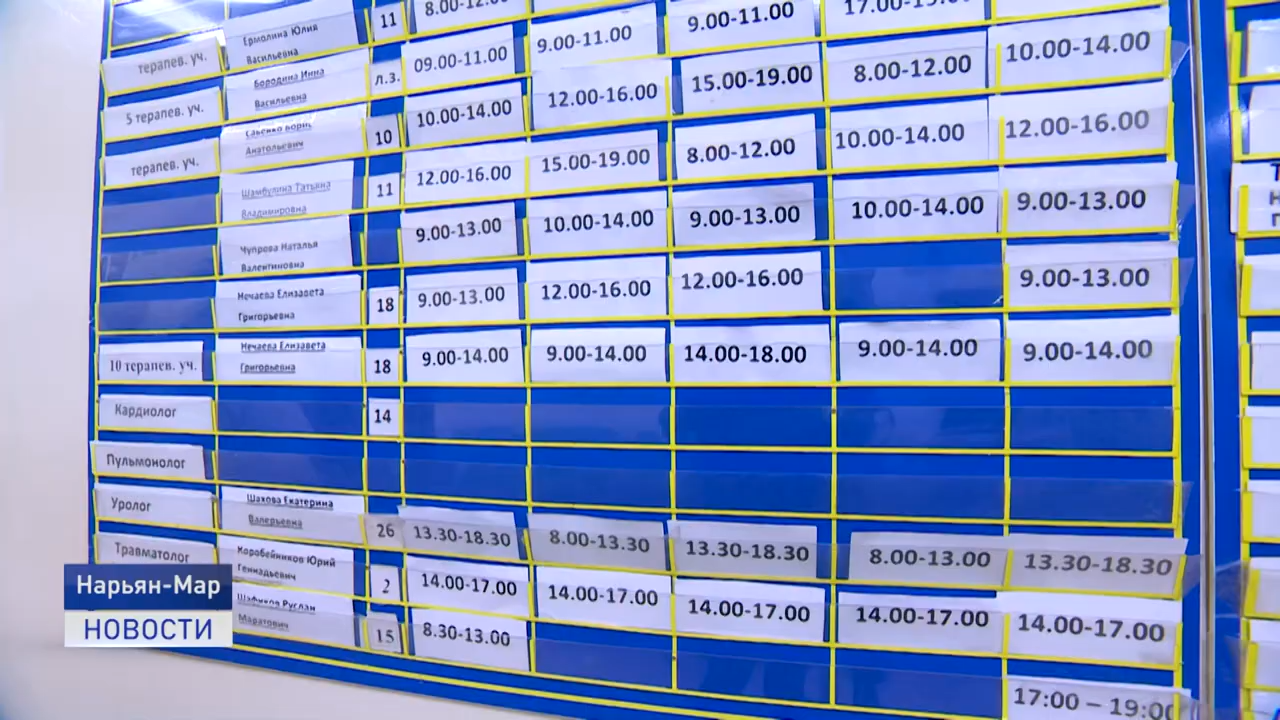 Ермолина Юлия
Васильевна
11
9.00-11.00
терапев. уч.
Бородина Инна
Васильевна
л.з.
09.00-11.00
9.00-11.00
15.00-19.00
8.00-12.00
10.00-14.00
5 терапев. уч.
Анатольевич
10
10.00-14.00
12.00-16.00
8.00-12.00
10.00-14.00
12.00-16.00
терапев. уч.
Шамбулина Татьяна
Владимировна
11
12.00-16.00
15.00-19.00
9.00-13.00
10.00-14.00
9.00-13.00
Чупрова Наталья
Валентиновна
9.00-13.00
10.00-14.00
12.00-16.00
9.00-13.00
Нечаева Елизавета
Григорьевна
18
9.00-13.00
12.00-16.00
10 терапев. уч.
Нечаева Елизавета
Григорьевна
18
9.00-14.00
9.00-14.00
14.00-18.00
9.00-14.00
9.00-14.00
Кардиолог
14
Пульмонолог
Уролог
Шахова Екатерина
Валерьевна
26
13.30-18.30
8.00-13.30
13.30-18.30
8.00-13.00
13.30-18.30
Травматолог
Коробейников Юрий
Геннадьевич
2
14.00-17.00
14.00-17.00
14.00-17.00
14.00-17.00
14.00-17.00
Руслан
Маратович
15
8.30-13.00
17:00 – 19:00
Нарьян-Мар
НОВОСТИ